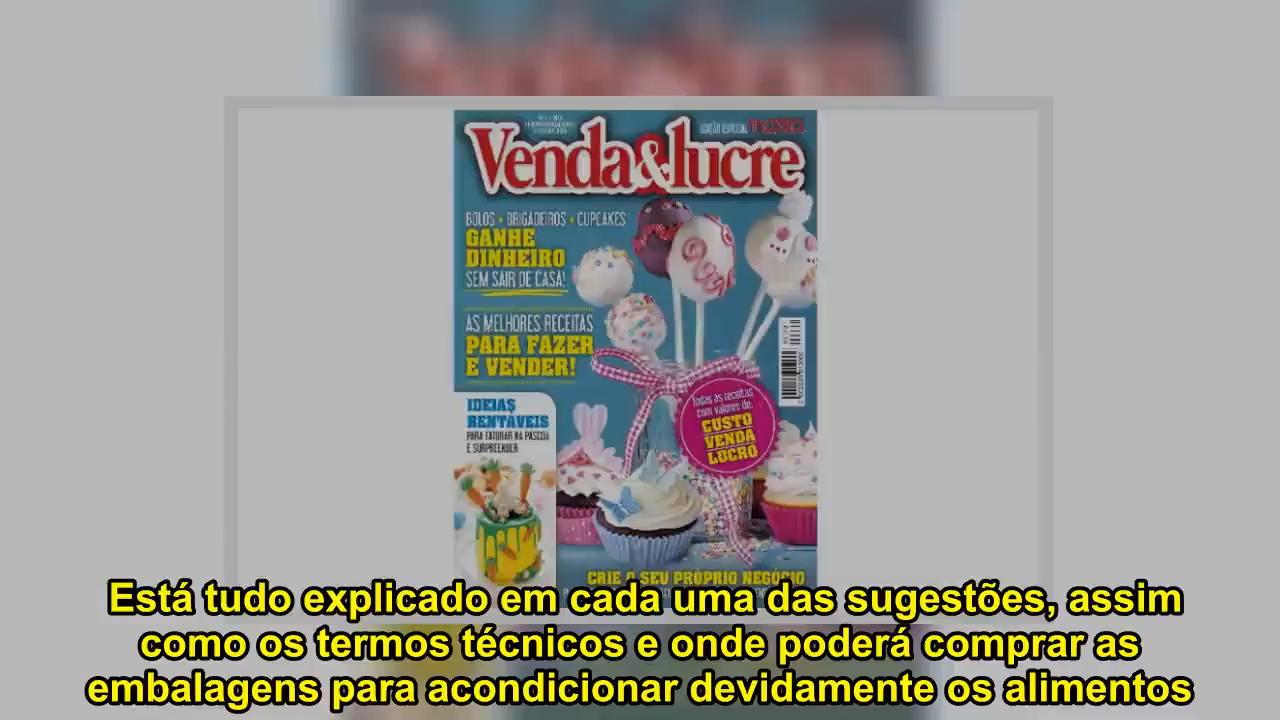 EDIÇÃO ESPECIAL
Venda&lucre
BOLOS • BRIGADEIROS • CUPCAKES
GANHE
DINHEIRO
SEM SAIR DE CASA!
AS MELHORES RECEITAS
PARA FAZER
E VENDER!
IDEIAS
RENTÁVEIS
PARA FATURAR NA PÁSCOA
E SURPREENDER
Todas as receitas
com valores de:
CUSTO
VENDA
LUCRO
CRIE O SEU PRÓPRIO NEGÓCIO
Está tudo explicado em cada uma das sugestões, assim
como os termos técnicos e onde poderá comprar as
embalagens para acondicionar devidamente os alimentos